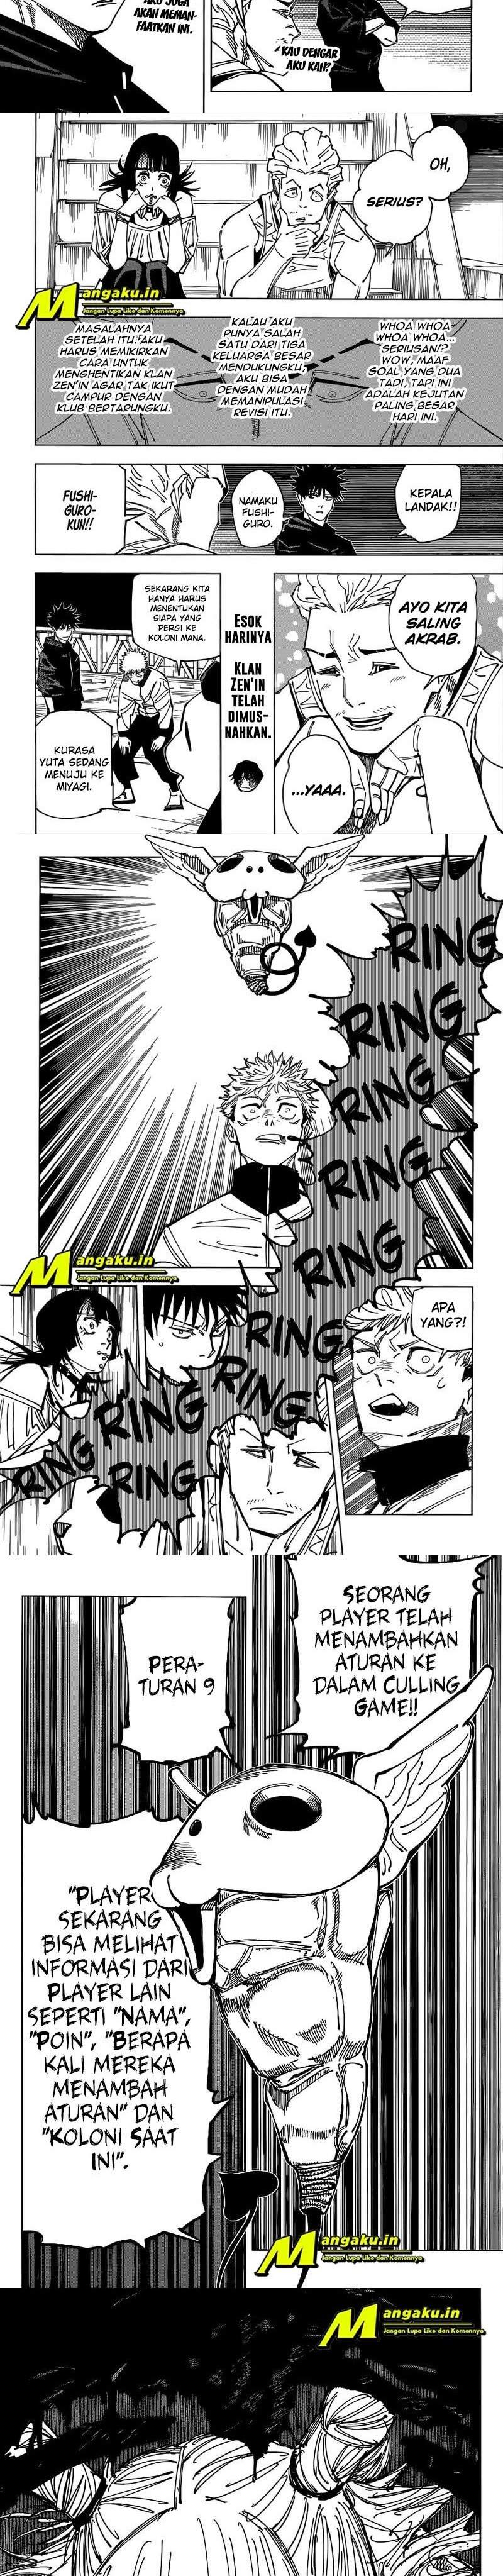 AKU JUGA
AKAN MEMAN-
FAATKAN INI.
KAU DENGAR
AKU KAN?
OH,
SERIUS?
Mangaku.in
Jangan Lupa Like dan Komennya
WHOA WHOA
WHOA WHOA...
SERIUSAN!?
WOW, MAAF
SOAL YANG DUA
TADI, TAPI INI
ADALAH KEJUTAN
PALING BESAR
HARI INI.
KALAU AKU
PUNYA SALAH
SATU DARI TIGA
KELUARGA BESAR
MENDUKUNGKU,
AKU BISA
DENGAN MUDAH
MEMANIPULASI
REVISI ITU.
MASALAHNYA
SETELAH ITU, AKU
HARUS MEMIKIRKAN
CARA UNTUK
MENGHENTIKAN KLAN
ZEN'IN AGAR TAK IKUT
CAMPUR DENGAN
KLUB BERTARUNGKU.
KEPALA
LANDAK!!
NAMAKU
FUSHI-
GURO.
FUSHI-
GURO-
KUN!!
AYO KITA
SALING
AKRAB.
...YAAA.
ESOK
HARINYA
KLAN
ZEN'IN
TELAH
DIMUS-
NAHKAN.
SEKARANG KITA
HANYA HARUS
MENENTUKAN
SIAPA YANG
PERGI KE
KOLONI MANA.
KURASA
YUTA SEDANG
MENUJU KE
MIYAGI.
RING
RING
RING
RING
RING
RING
RING
RING
RING
RING
Mangaku.in
Jangan Lupa Like dan Komennya
APA
YANG?!
SEORANG
PLAYER TELAH
MENAMBAHKAN
ATURAN KE
DALAM CULLING
GAME!!
PERA-
TURAN 9
"PLAYER
SEKARANG
BISA MELIHAT
INFORMASI DARI
PLAYER LAIN
SEPERTI "NAMA",
"POIN", "BERAPA
KALI MEREKA
MENAMBAH
ATURAN" DAN
"KOLONI SAAT
INI".
Mangaku.in
Jangan Lupa Like dan Komennya
Mangaku.in
Jangan Lupa Like dan Komennya